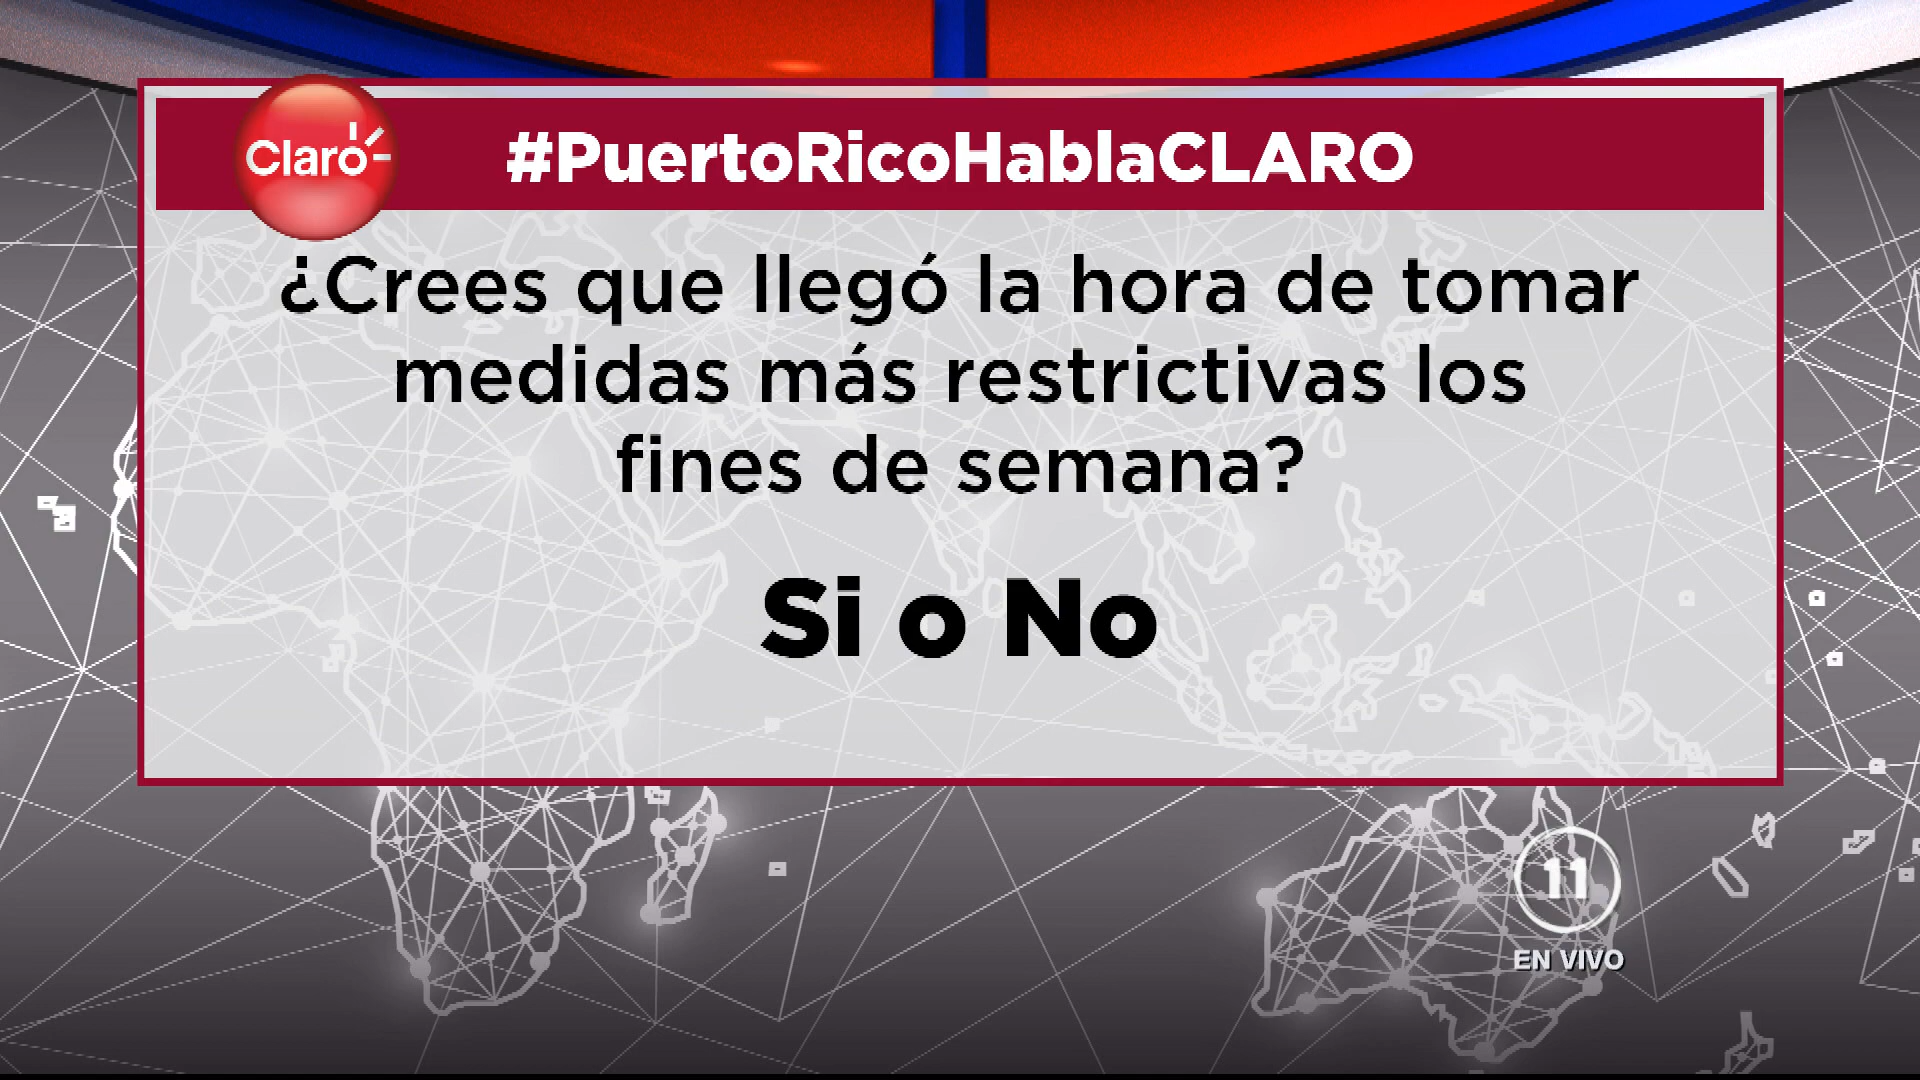 Claro
#PuertoRicoHablaCLARO
¿Crees que llegó la hora de tomar
medidas más restrictivas los
fines de semana?
Si o No
11
EN VIVO